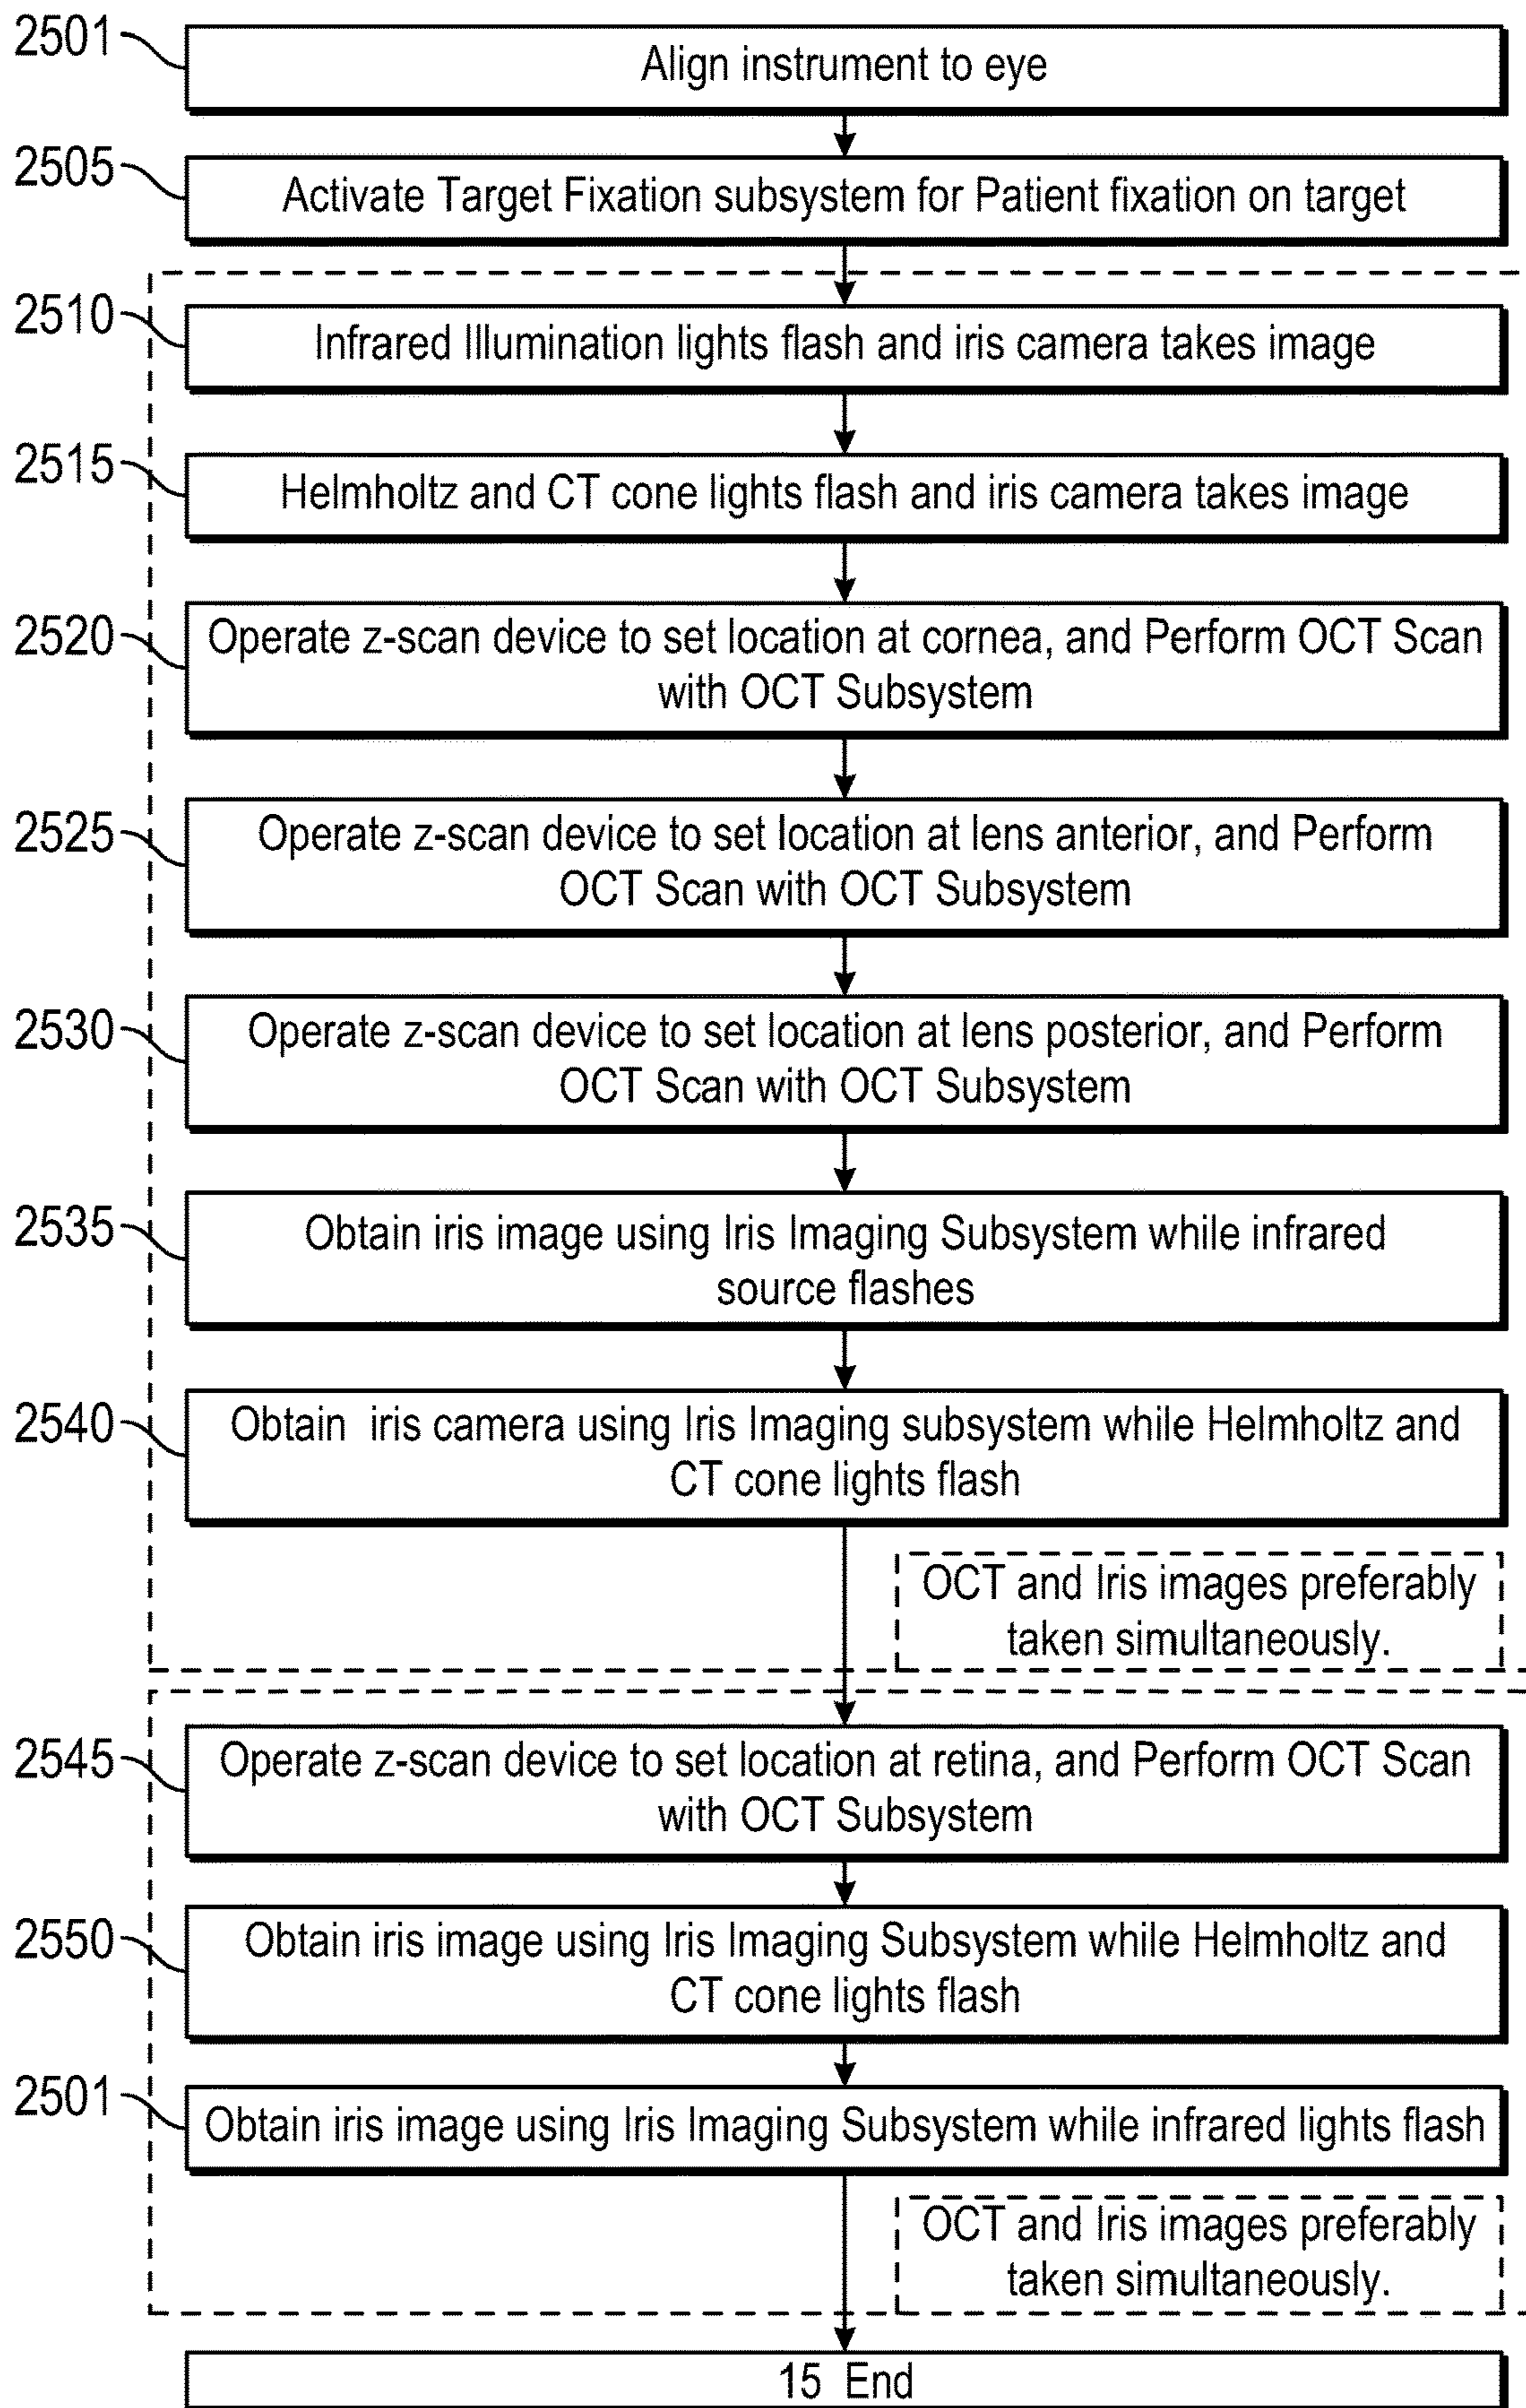 2501
Align instrument to eye
2505
Activate Target Fixation subsystem for Patient fixation on target
2510
Infrared Illumination lights flash and iris camera takes image
2515
Helmholtz and CT cone lights flash and iris camera takes image
2520
Operate z-scan device to set location at cornea, and Perform OCT Scan
with OCT Subsystem
2525
Operate z-scan device to set location at lens anterior, and Perform
OCT Scan with OCT Subsystem
2530
Operate z-scan device to set location at lens posterior, and Perform
OCT Scan with OCT Subsystem
2535
Obtain iris image using Iris Imaging Subsystem while infrared
source flashes
2540
Obtain iris camera using Iris Imaging subsystem while Helmholtz and
CT cone lights flash
OCT and Iris images preferably
taken simultaneously.
2545
Operate z-scan device to set location at retina, and Perform OCT Scan
with OCT Subsystem
2550
Obtain iris image using Iris Imaging Subsystem while Helmholtz and
CT cone lights flash
2501
Obtain iris image using Iris Imaging Subsystem while infrared lights flash
OCT and Iris images preferably
taken simultaneously.
15 End